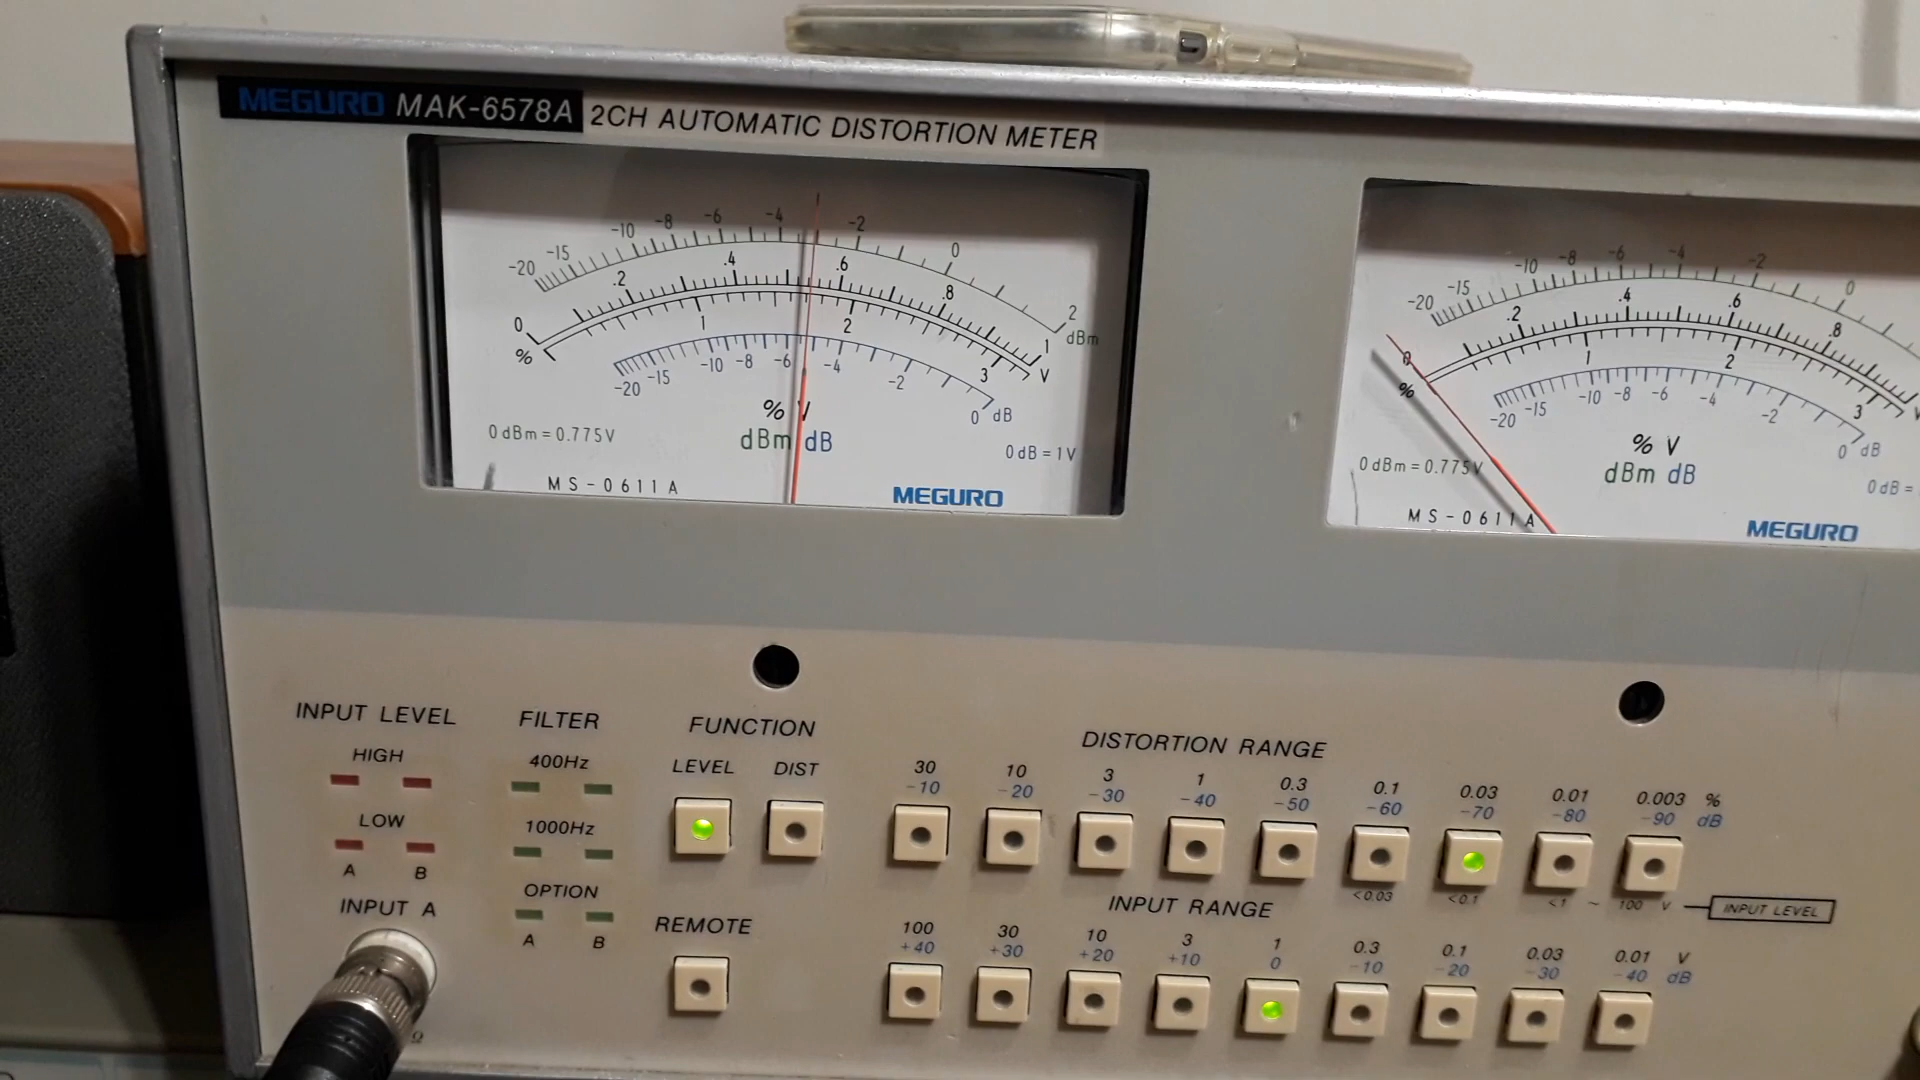 MEGURO MAK-6578A 2CH AUTOMATIC DISTORTION METER
-20 -15 -10 -8 -6 -4 -2 0 2 dBm
0 .2 .4 .6 .8 1
% 1 2 3 V
-20 -15 -10 -8 -6 -4 -2 0 dB
% V
dBm dB
0 dBm = 0.775V
0 dB = 1V
MS-0611A
MEGURO
-20 -15 -10 -8 -6 -4 -2 0
0 .2 .4 .6 .8
% 1 2 3
-20 -15 -10 -8 -6 -4 -2 0 dB
% V
dBm dB
0 dBm = 0.775V
0 dB =
MS-0611A
MEGURO
INPUT LEVEL
HIGH
LOW
A B
INPUT A
Ω
FILTER
400Hz
1000Hz
OPTION
A B
FUNCTION
LEVEL DIST
REMOTE
DISTORTION RANGE
30 10 3 1 0.3 0.1 0.03 0.01 0.003 %
-10 -20 -30 -40 -50 -60 -70 -80 -90 dB
<0.03 <0.1 <1 ~ 100 V INPUT LEVEL
INPUT RANGE
100 30 10 3 1 0.3 0.1 0.03 0.01 V
+40 +30 +20 +10 0 -10 -20 -30 -40 dB